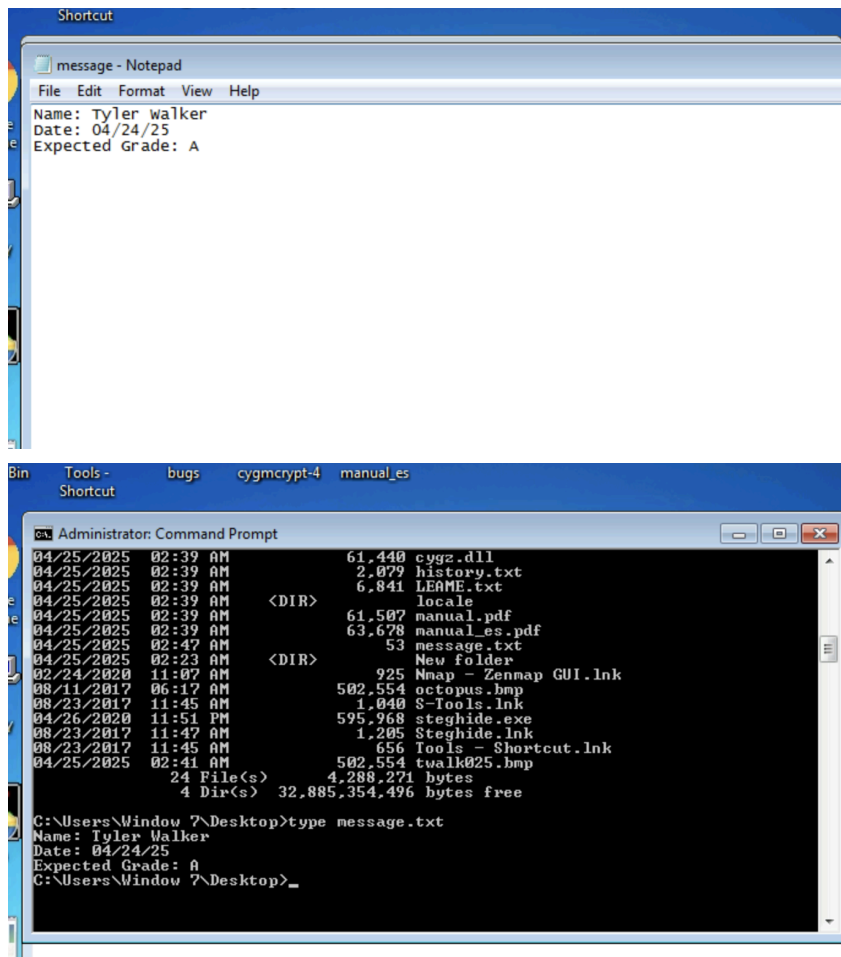 Shortcut
message - Notepad
File Edit Format View Help
Name: Tyler Walker
Date: 04/24/25
Expected Grade: A
Bin Tools - bugs cygmcrypt-4 manual_es
Shortcut
Administrator: Command Prompt
04/25/2025 02:39 AM 61,440 cygz.dll
04/25/2025 02:39 AM 2,079 history.txt
04/25/2025 02:39 AM 6,841 LEAME.txt
04/25/2025 02:39 AM <DIR> locale
04/25/2025 02:39 AM 61,507 manual.pdf
04/25/2025 02:39 AM 63,678 manual_es.pdf
04/25/2025 02:47 AM 53 message.txt
04/25/2025 02:23 AM <DIR> New folder
02/24/2020 11:07 AM 925 Nmap - Zenmap GUI.lnk
08/11/2017 06:17 AM 502,554 octopus.bmp
08/23/2017 11:45 AM 1,040 S-Tools.lnk
04/26/2020 11:51 PM 595,968 steghide.exe
08/23/2017 11:47 AM 1,205 Steghide.lnk
08/23/2017 11:45 AM 656 Tools - Shortcut.lnk
04/25/2025 02:41 AM 502,554 twalk025.bmp
24 File(s) 4,288,271 bytes
4 Dir(s) 32,885,354,496 bytes free
C:\Users\Window 7\Desktop>type message.txt
Name: Tyler Walker
Date: 04/24/25
Expected Grade: A
C:\Users\Window 7\Desktop>_